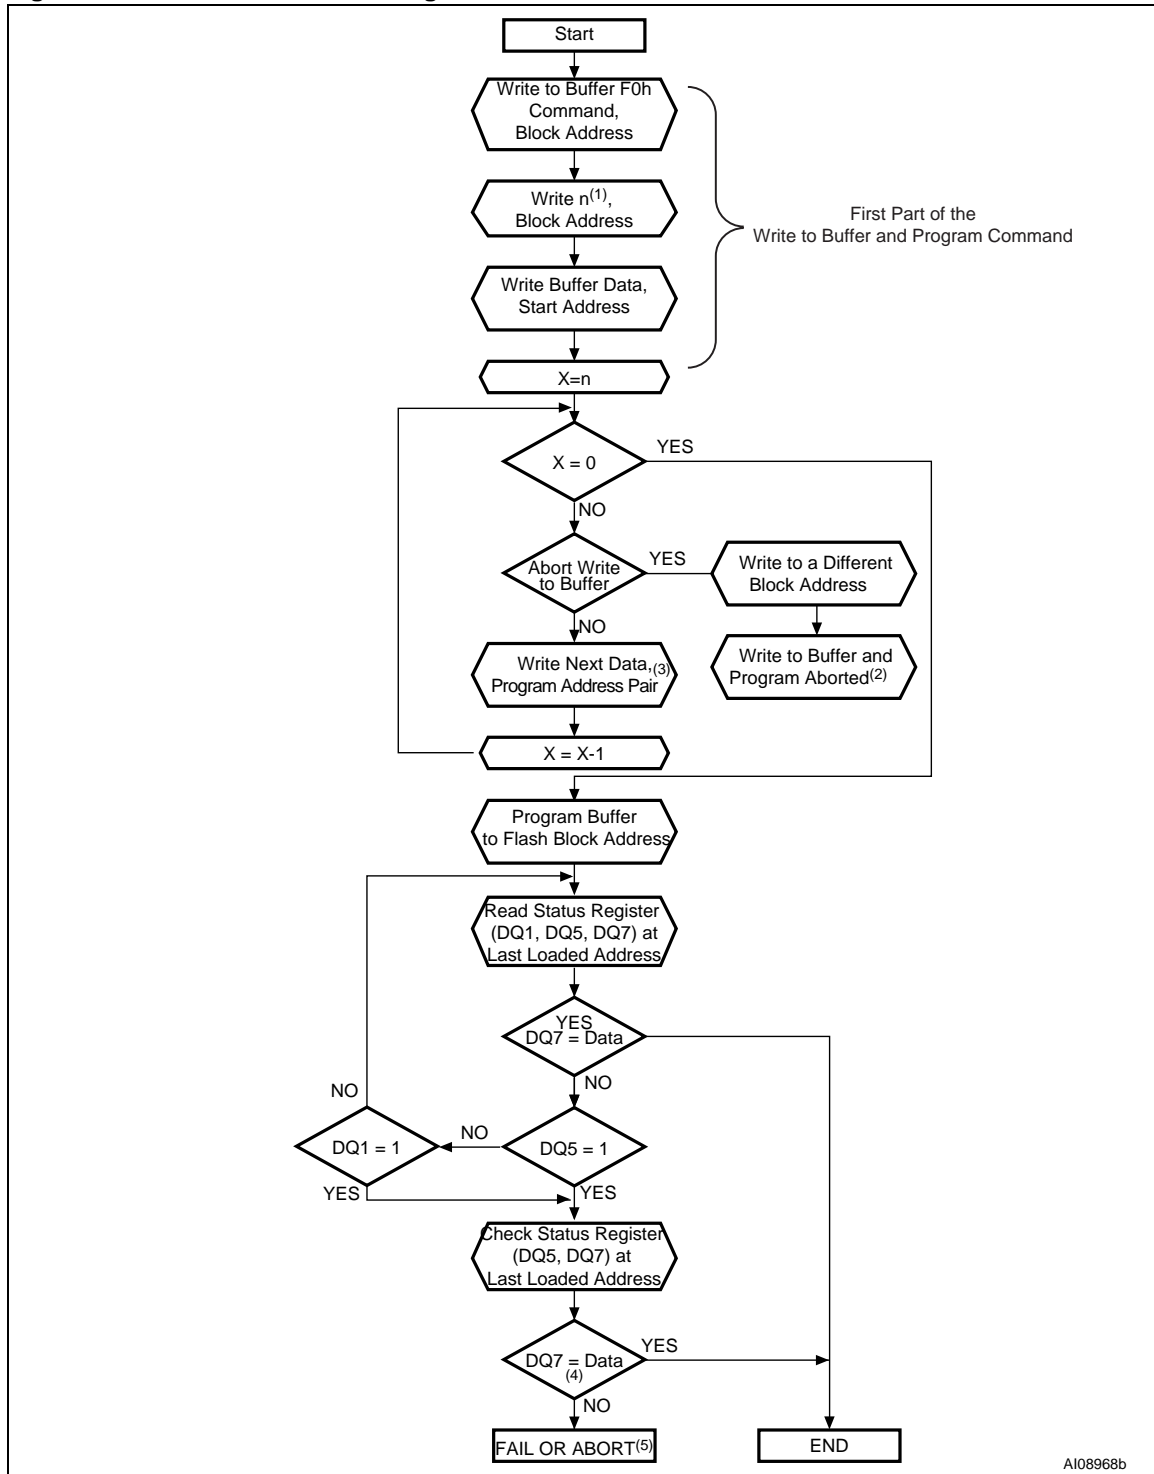 Start
Write to Buffer F0h
Command,
Block Address
Write n(1),
Block Address
First Part of the
Write to Buffer and Program Command
Write Buffer Data,
Start Address
X=n
X = 0
YES
NO
Abort Write
to Buffer
YES
Write to a Different
Block Address
NO
Write Next Data,(3)
Program Address Pair
Write to Buffer and
Program Aborted(2)
X = X-1
Program Buffer
to Flash Block Address
Read Status Register
(DQ1, DQ5, DQ7) at
Last Loaded Address
YES
DQ7 = Data
NO
NO
DQ1 = 1
NO
DQ5 = 1
YES
YES
Check Status Register
(DQ5, DQ7) at
Last Loaded Address
DQ7 = Data
(4)
YES
NO
FAIL OR ABORT(5)
END
AI08968b